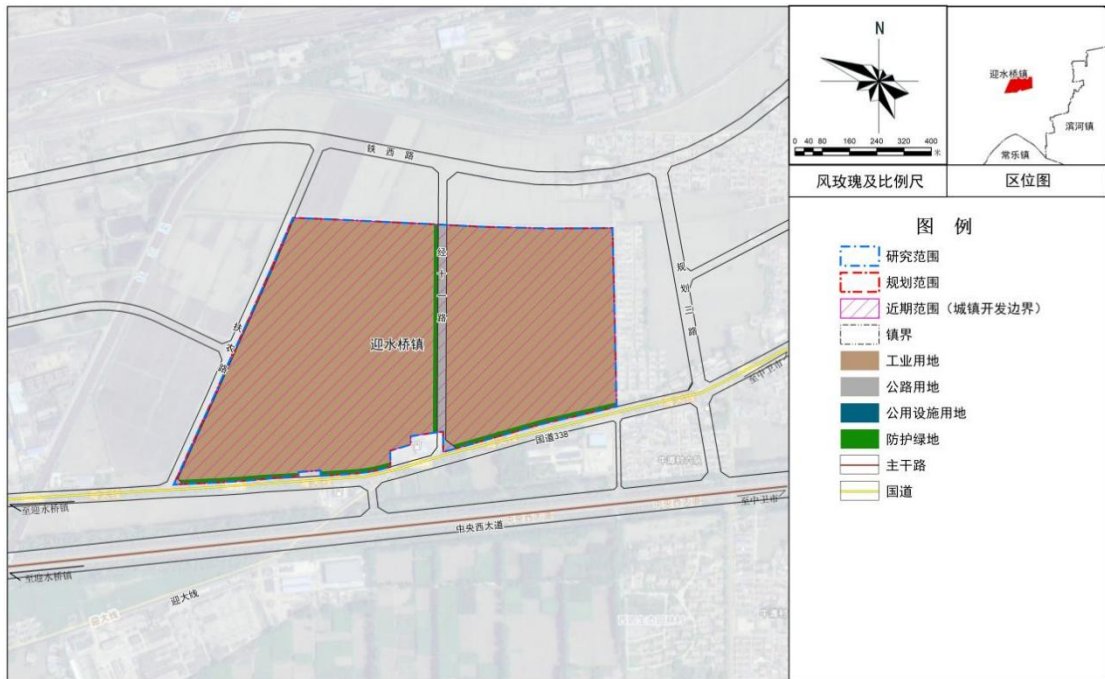 N
0 40 80 160 240 320 400
米
风玫瑰及比例尺
迎水桥镇
滨河镇
常乐镇
区位图
图 例
研究范围
规划范围
近期范围（城镇开发边界）
镇界
工业用地
公路用地
公用设施用地
防护绿地
主干路
国道
铁西路
经十一路
规划三路
扶农路
迎水桥镇
国道338
至中卫市
至迎水桥镇
中央西大道
至中卫市
至迎水桥镇
迎大线